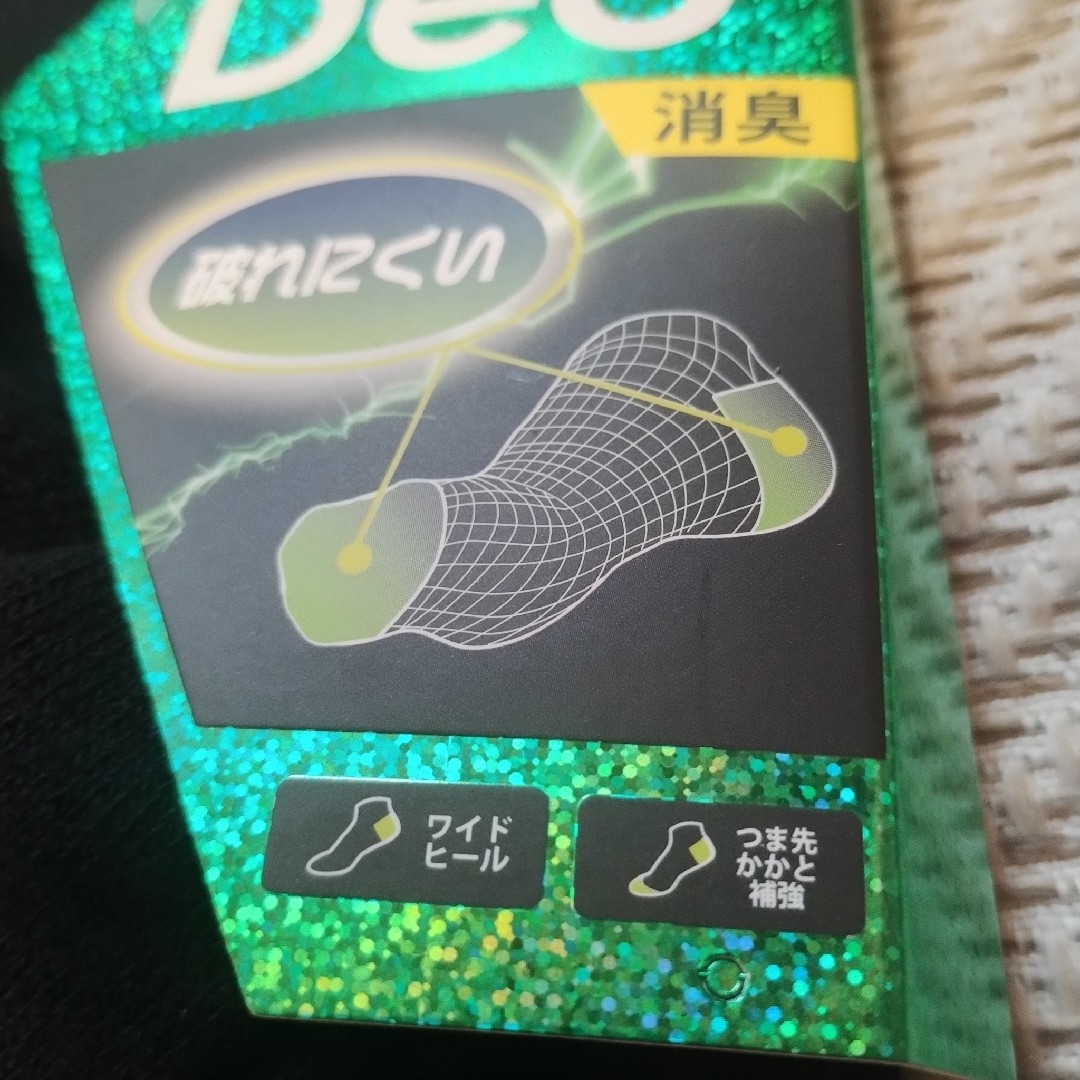 Deo
消臭
破れにくい
ワイド
ヒール
つま先
かかと
補強